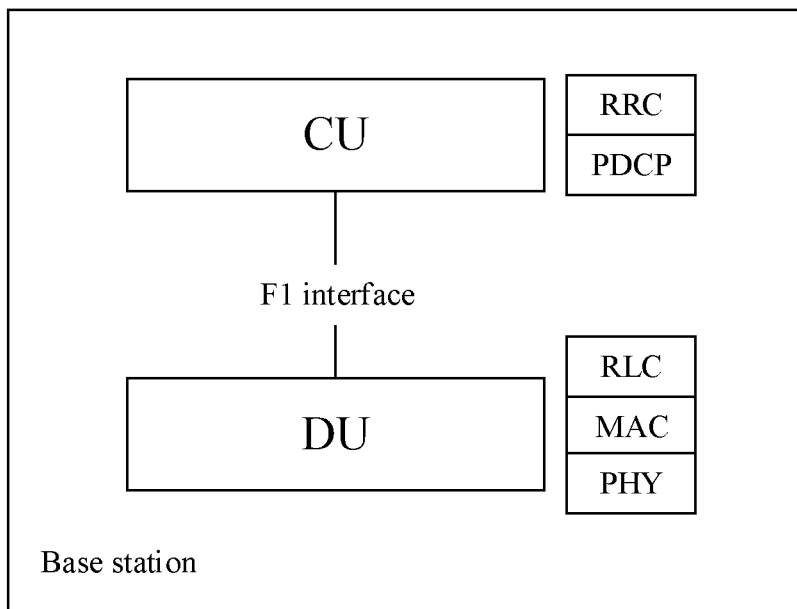 CU
RRC
PDCP
F1 interface
DU
RLC
MAC
PHY
Base station